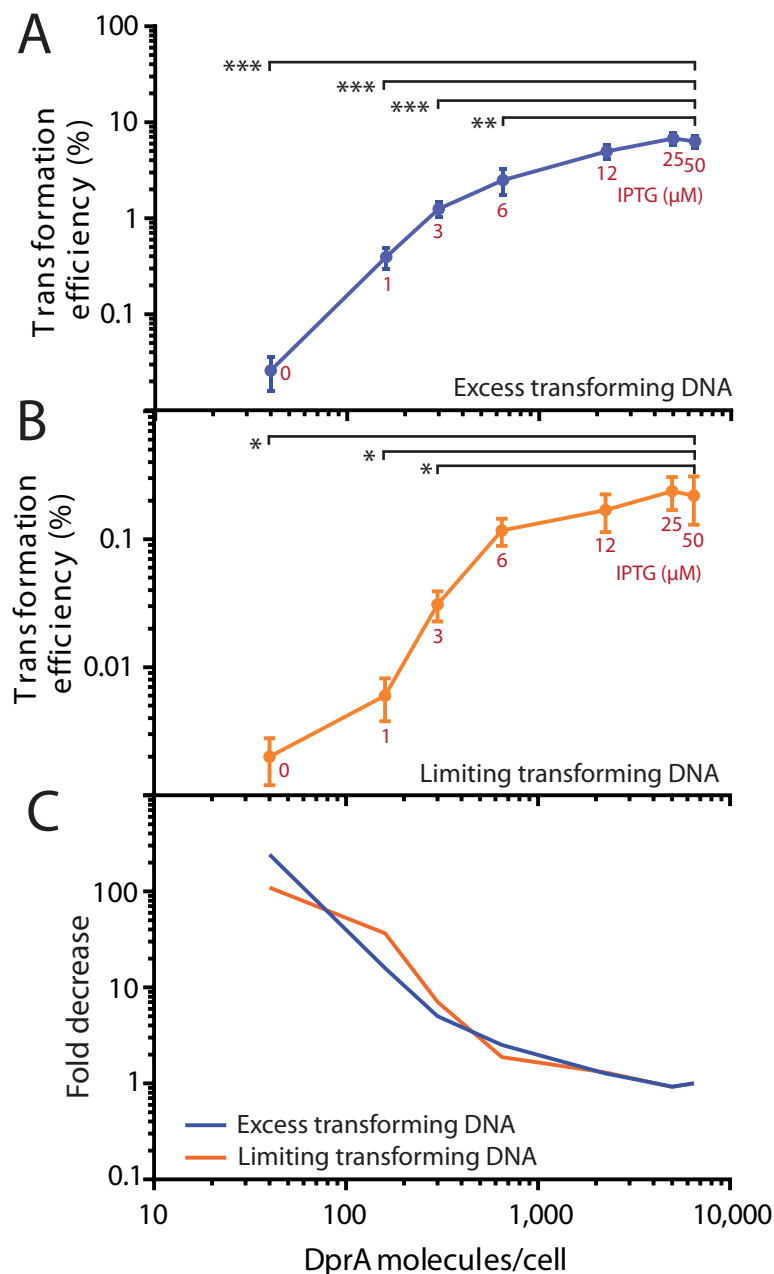 A
100
10
1
0.1
Transformation
efficiency (%)
***
***
***
**
0
1
3
6
12
25
50
IPTG (µM)
Excess transforming DNA
B
0.1
0.01
Transformation
efficiency (%)
*
*
*
0
1
3
6
12
25
50
IPTG (µM)
Limiting transforming DNA
C
100
10
1
0.1
Fold decrease
Excess transforming DNA
Limiting transforming DNA
10
100
1,000
10,000
DprA molecules/cell